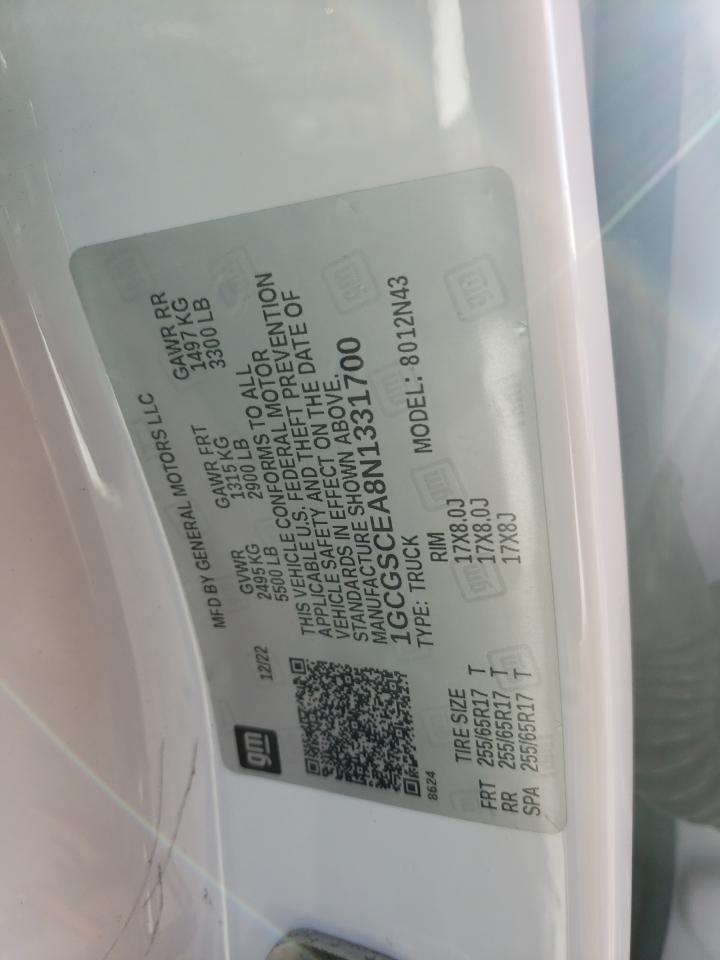 gm
MFD BY GENERAL MOTORS LLC
12/22
GVWR GAWR FRT GAWR RR
2495 KG 1315 KG 1497 KG
5500 LB 2900 LB 3300 LB
THIS VEHICLE CONFORMS TO ALL
APPLICABLE U.S. FEDERAL MOTOR
VEHICLE SAFETY AND THEFT PREVENTION
STANDARDS IN EFFECT ON THE DATE OF
MANUFACTURE SHOWN ABOVE.
1GCGSCEA8N1331700
TYPE: TRUCK MODEL: 8012N43
8624
TIRE SIZE RIM
FRT 255/65R17 T 17X8.0J
RR 255/65R17 T 17X8.0J
SPA 255/65R17 T 17X8J